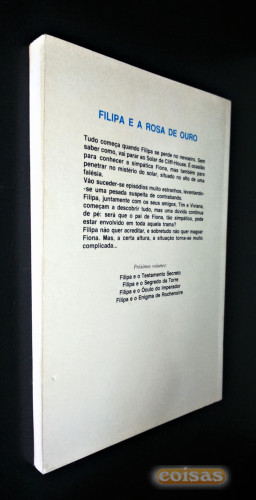 FILIPA E A ROSA DE OURO
Tudo começa quando Filipa se perde no nevoeiro. Sem
saber como, vai parar ao Solar de Cliff-House. É ocasião
para conhecer a simpática Fiona, mas também para
penetrar no mistério do solar, situado no alto de uma
falésia.
Vão suceder-se episódios muito estranhos, levantando-
-se uma pesada suspeita de contrabando.
Filipa, juntamente com os seus amigos, Tim e Viviane,
começam a descobrir tudo, mas uma dúvida continua
de pé: será que o pai de Fiona, tão simpático, pode
estar envolvido em toda aquela trama?
Filipa não quer acreditar, e sobretudo não quer magoar
Fiona. Mas, a certa altura, a situação torna-se muito
complicada...
Próximos volumes:
Filipa e o Testamento Secreto
Filipa e o Segredo da Torre
Filipa e o Óculo do Imperador
Filipa e o Enigma de Rochenoire
coisas